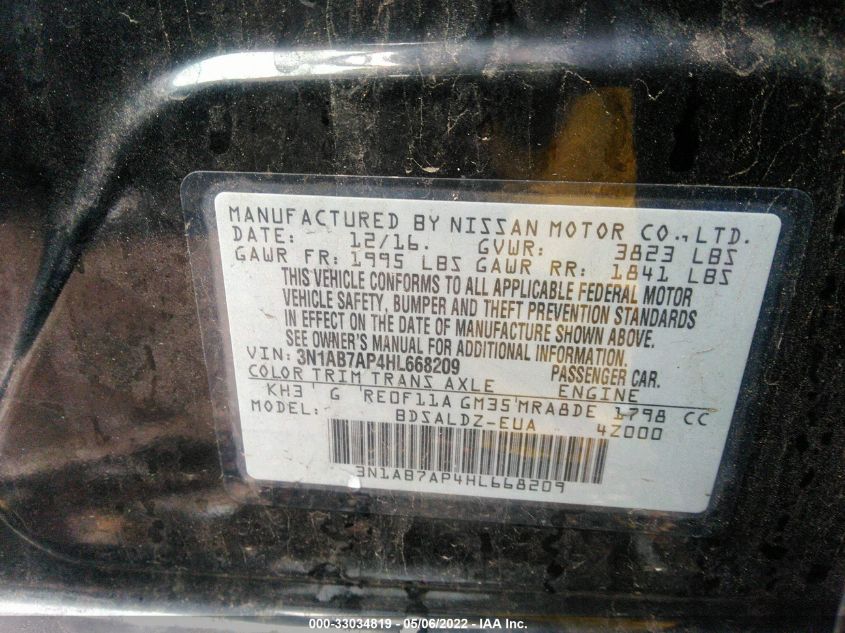 MANUFACTURED BY NISSAN MOTOR CO.,LTD.
DATE: 12/16. GVWR: 3823 LBS
GAWR FR: 1995 LBS GAWR RR: 1841 LBS
THIS VEHICLE CONFORMS TO ALL APPLICABLE FEDERAL MOTOR
VEHICLE SAFETY, BUMPER AND THEFT PREVENTION STANDARDS
IN EFFECT ON THE DATE OF MANUFACTURE SHOWN ABOVE.
SEE OWNER'S MANUAL FOR ADDITIONAL INFORMATION.
VIN: 3N1AB7AP4HL668209 PASSENGER CAR.
COLOR TRIM TRANS AXLE ENGINE
KH3 G RE0F11A GM35 MRA8DE 1798 CC
MODEL: BDSALDZ-EUA 4Z000
3N1AB7AP4HL668209
000-33034819 - 05/06/2022 - IAA Inc.